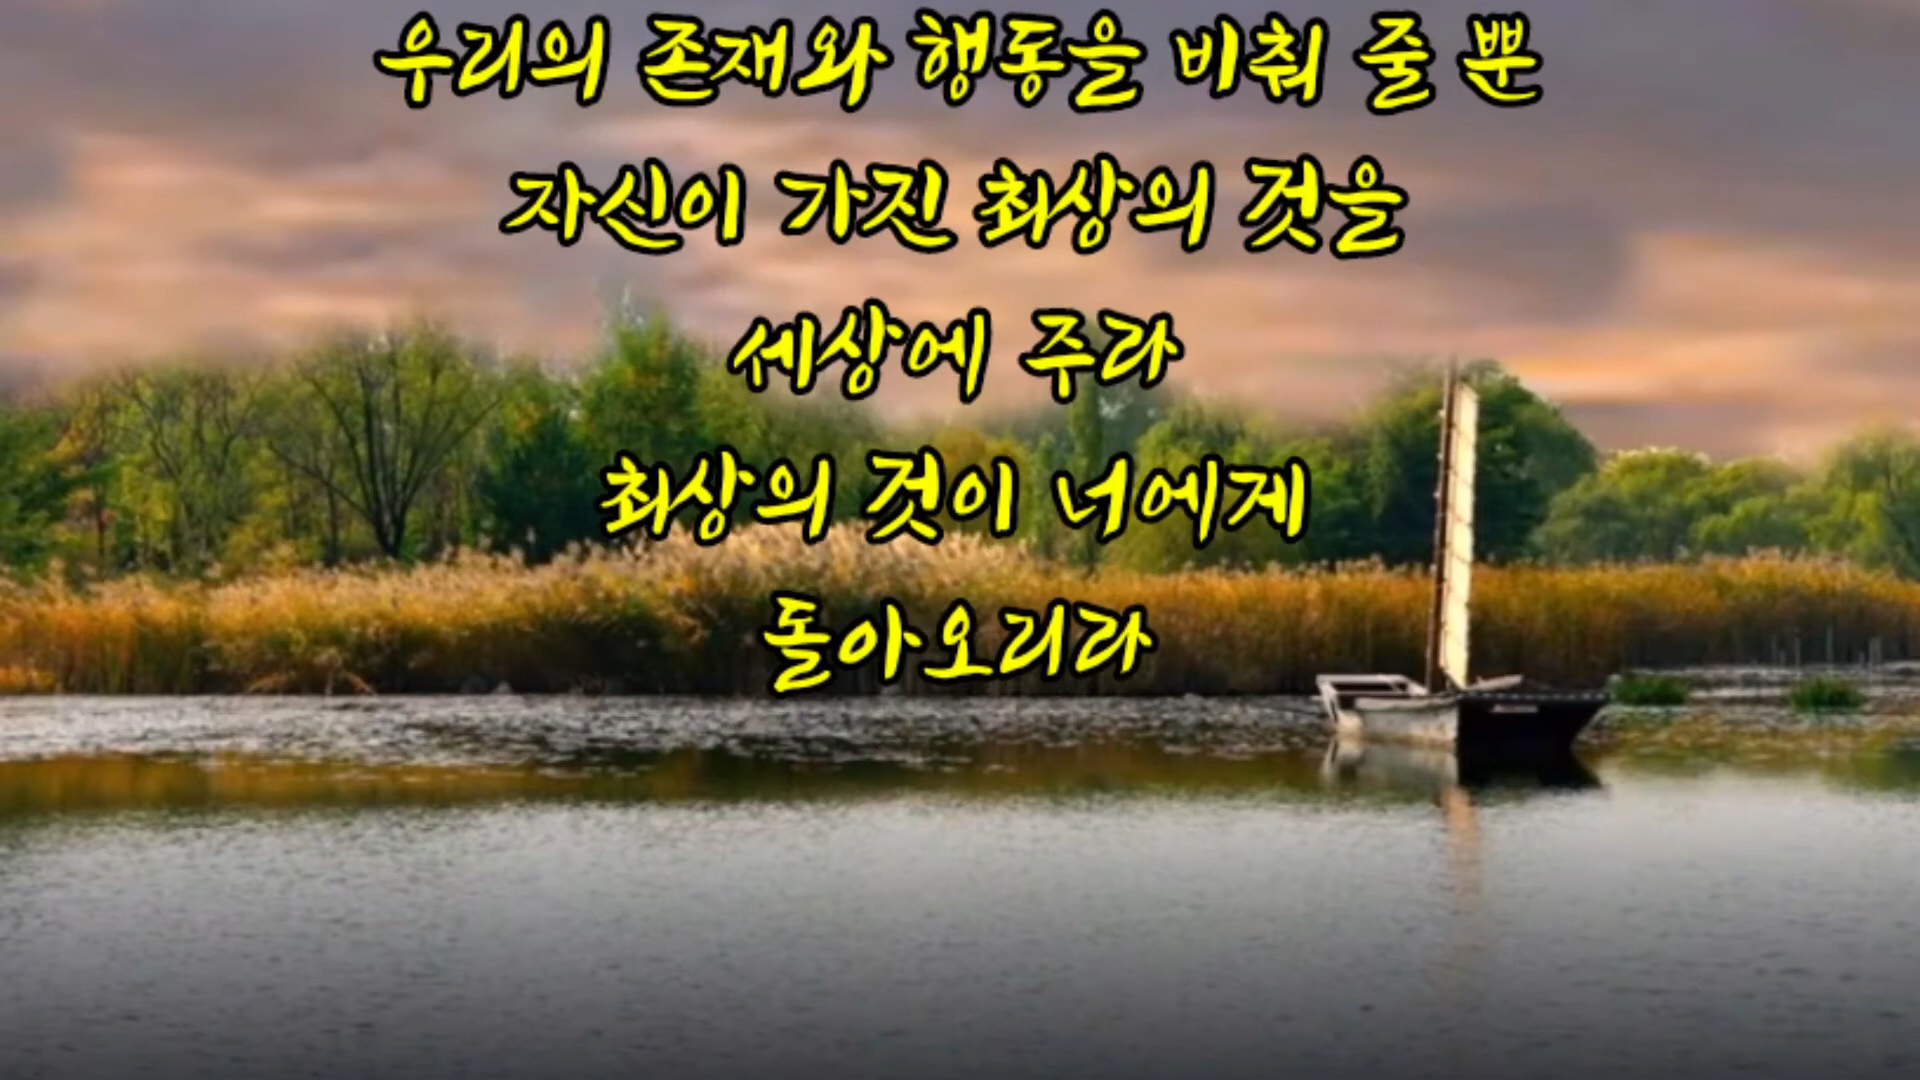 우리의 존재와 행동을 비춰 줄 뿐
자신이 가진 최상의 것을
세상에 주라
최상의 것이 너에게
돌아오리라